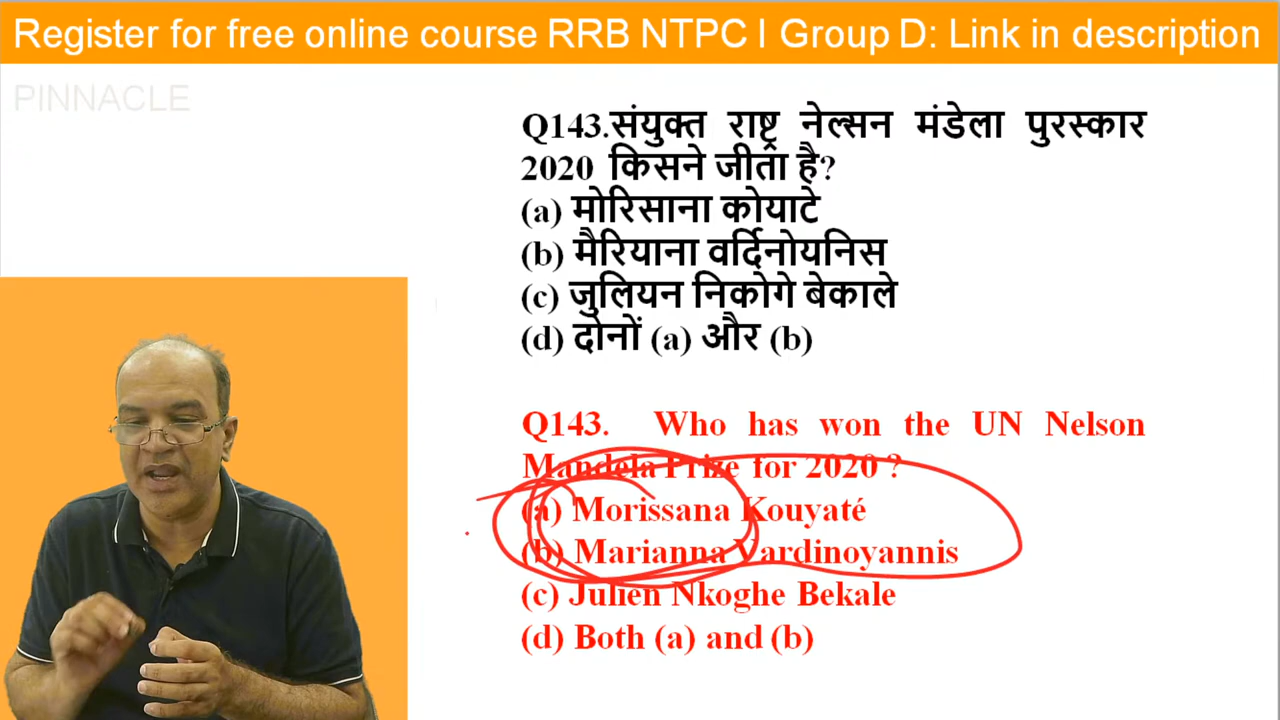 Register for free online course RRB NTPC I Group D: Link in description
PINNACLE
Q143.संयुक्त राष्ट्र नेल्सन मंडेला पुरस्कार
2020 किसने जीता है?
(a) मोरिसाना कोयाटे
(b) मैरियाना वर्दिनोयनिस
(c) जुलियन निकोगे बेकाले
(d) दोनों (a) और (b)
Q143. Who has won the UN Nelson
Mandela Prize for 2020 ?
(a) Morissana Kouyaté
(b) Marianna Vardinoyannis
(c) Julien Nkoghe Bekale
(d) Both (a) and (b)